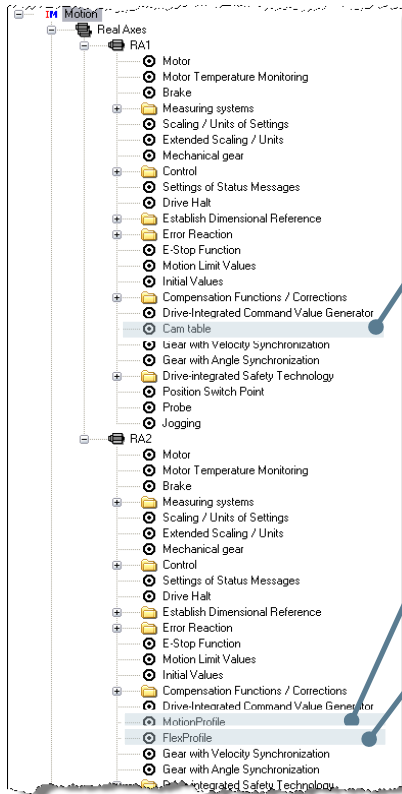 IM Motion
Real Axes
RA1
Motor
Motor Temperature Monitoring
Brake
Measuring systems
Scaling / Units of Settings
Extended Scaling / Units
Mechanical gear
Control
Settings of Status Messages
Drive Halt
Establish Dimensional Reference
Error Reaction
E-Stop Function
Motion Limit Values
Initial Values
Compensation Functions / Corrections
Drive-Integrated Command Value Generator
Cam table
Gear with Velocity Synchronization
Gear with Angle Synchronization
Drive-integrated Safety Technology
Position Switch Point
Probe
Jogging
RA2
Motor
Motor Temperature Monitoring
Brake
Measuring systems
Scaling / Units of Settings
Extended Scaling / Units
Mechanical gear
Control
Settings of Status Messages
Drive Halt
Establish Dimensional Reference
Error Reaction
E-Stop Function
Motion Limit Values
Initial Values
Compensation Functions / Corrections
Drive-Integrated Command Value Generator
MotionProfile
FlexProfile
Gear with Velocity Synchronization
Gear with Angle Synchronization
Drive-integrated Safety Technology